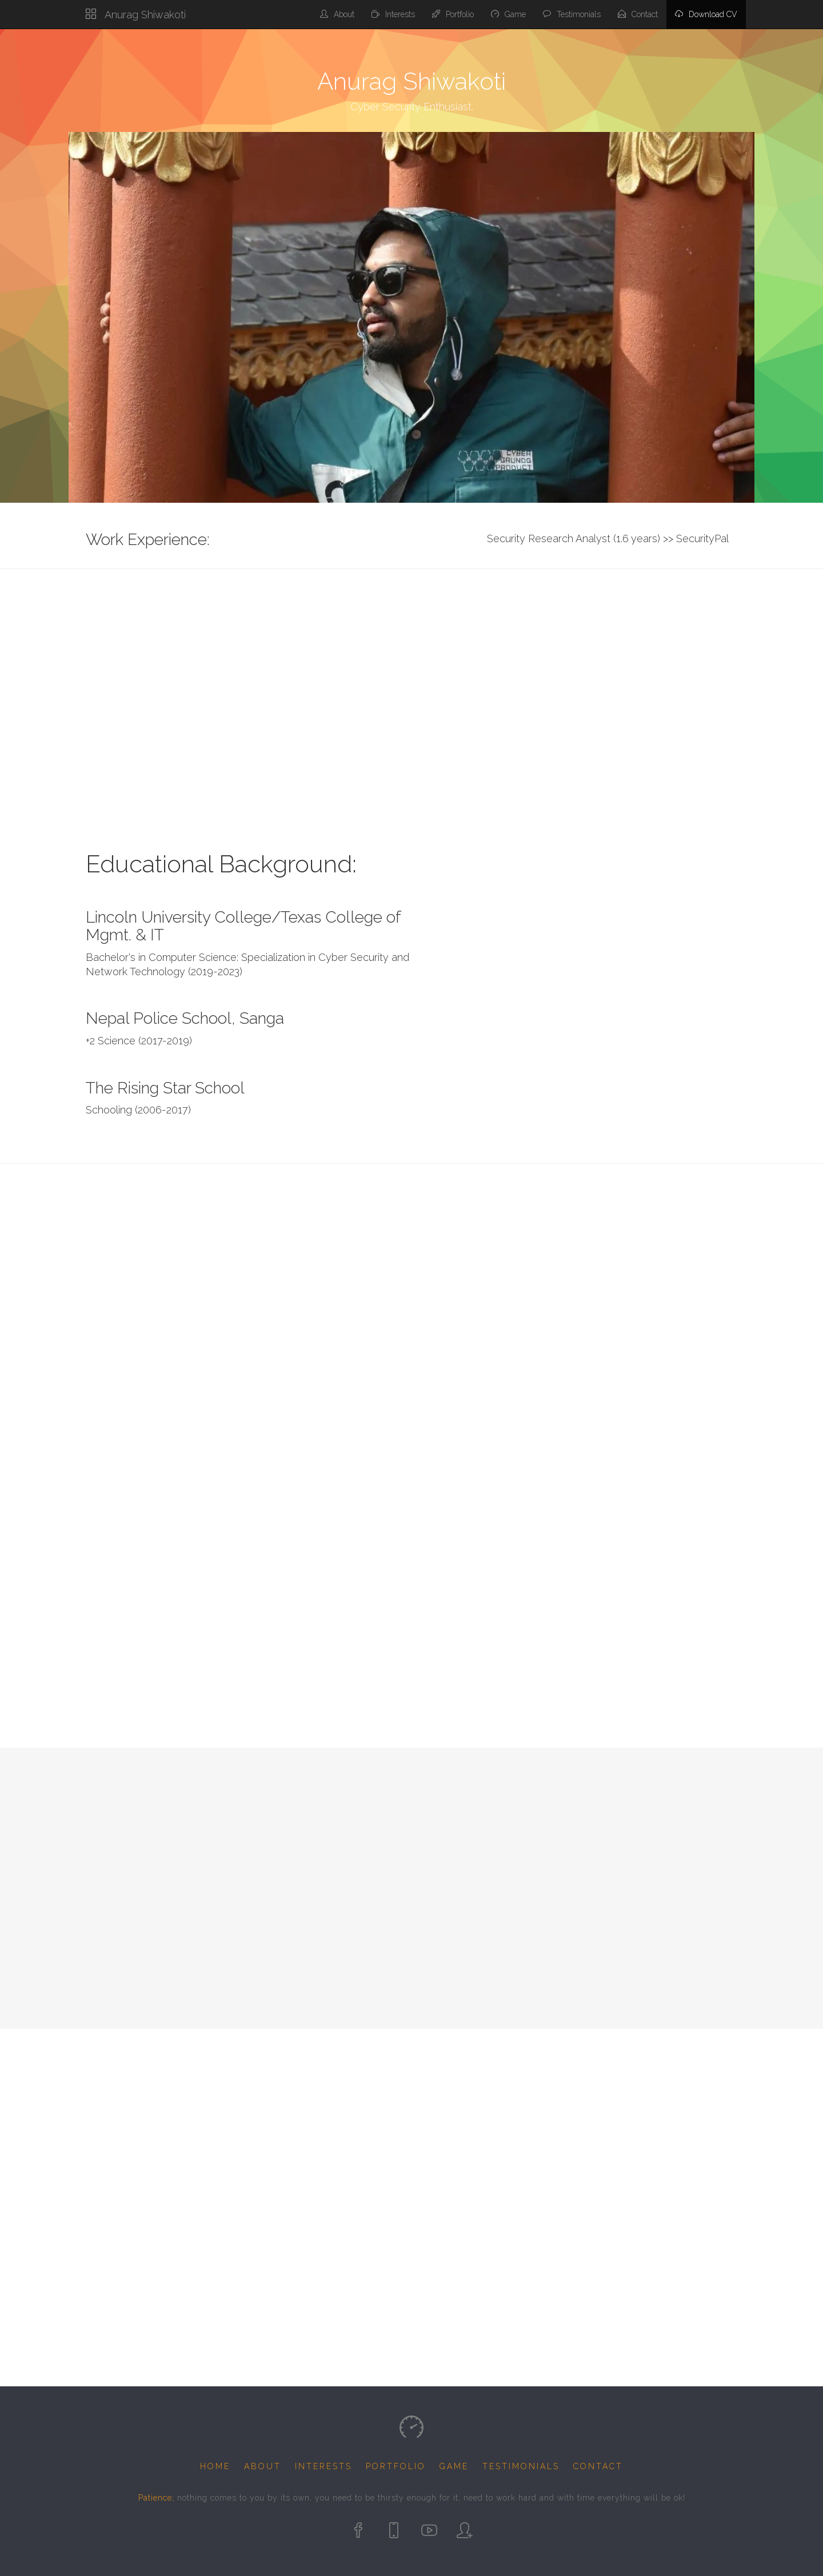 Anurag Shiwakoti
About
Interests
Portfolio
Game
Testimonials
Contact
Download CV
Anurag Shiwakoti
Cyber Security Enthusiast.
CYBER
PRODUCT
Work Experience:
Security Research Analyst (1.6 years) >> SecurityPal
Educational Background:
Lincoln University College/Texas College of
Mgmt. & IT
Bachelor's in Computer Science: Specialization in Cyber Security and
Network Technology (2019-2023)
Nepal Police School, Sanga
+2 Science (2017-2019)
The Rising Star School
Schooling (2006-2017)
HOME ABOUT INTERESTS PORTFOLIO GAME TESTIMONIALS CONTACT
Patience, nothing comes to you by its own, you need to be thirsty enough for it, need to work hard and with time everything will be ok!